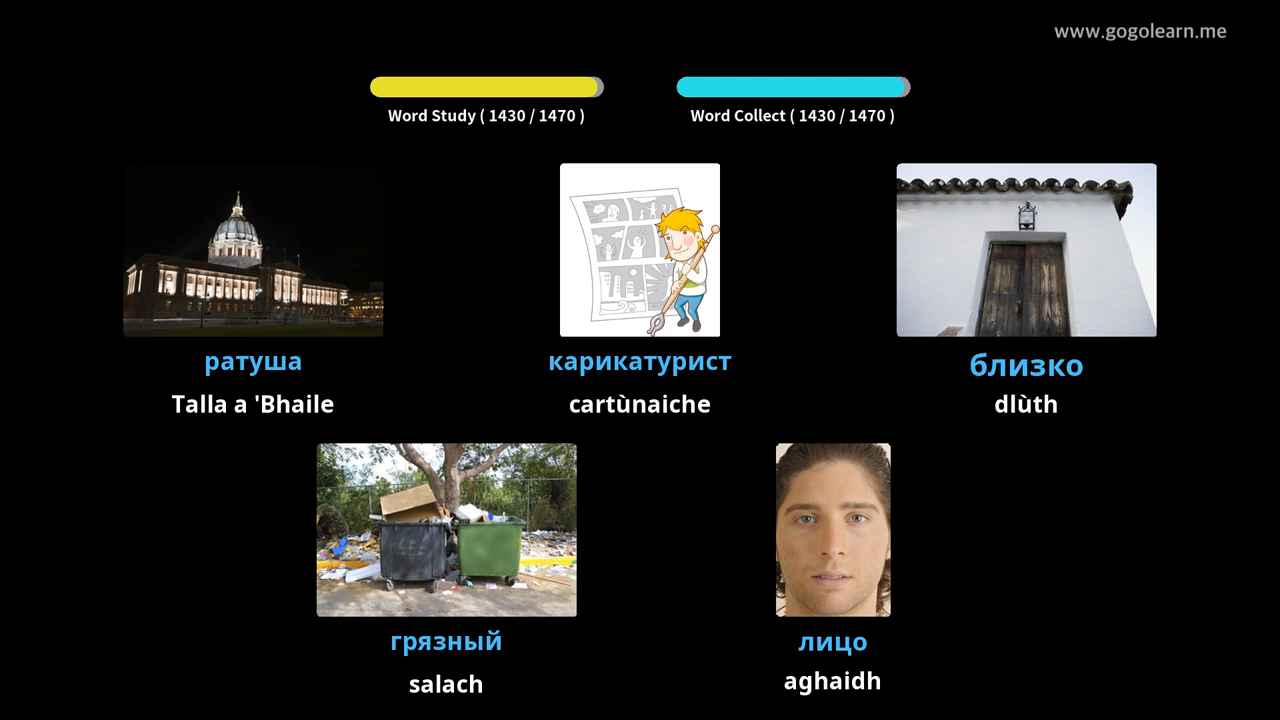 www.gogolearn.me
Word Study ( 1430 / 1470 )
Word Collect ( 1430 / 1470 )
ратуша
Talla a 'Bhaile
карикатурист
cartùnaiche
близко
dlùth
грязный
salach
лицо
aghaidh